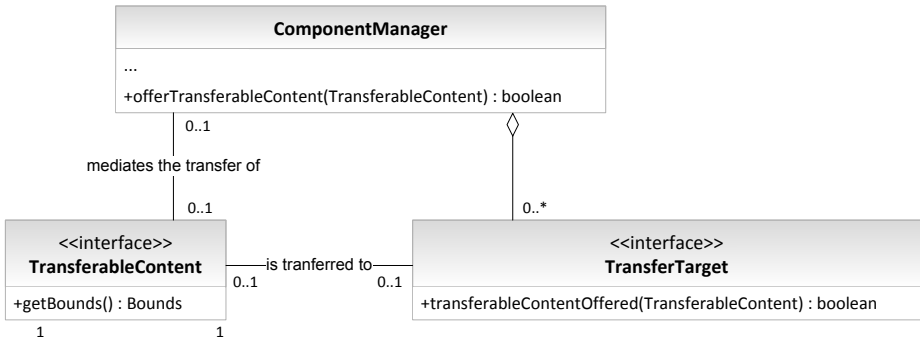 ComponentManager
...
+offerTransferableContent(TransferableContent) : boolean
0..1
mediates the transfer of
0..1
0..*
<<interface>>
TransferableContent
+getBounds() : Bounds
1
1
0..1
is tranferred to
0..1
<<interface>>
TransferTarget
+transferableContentOffered(TransferableContent) : boolean